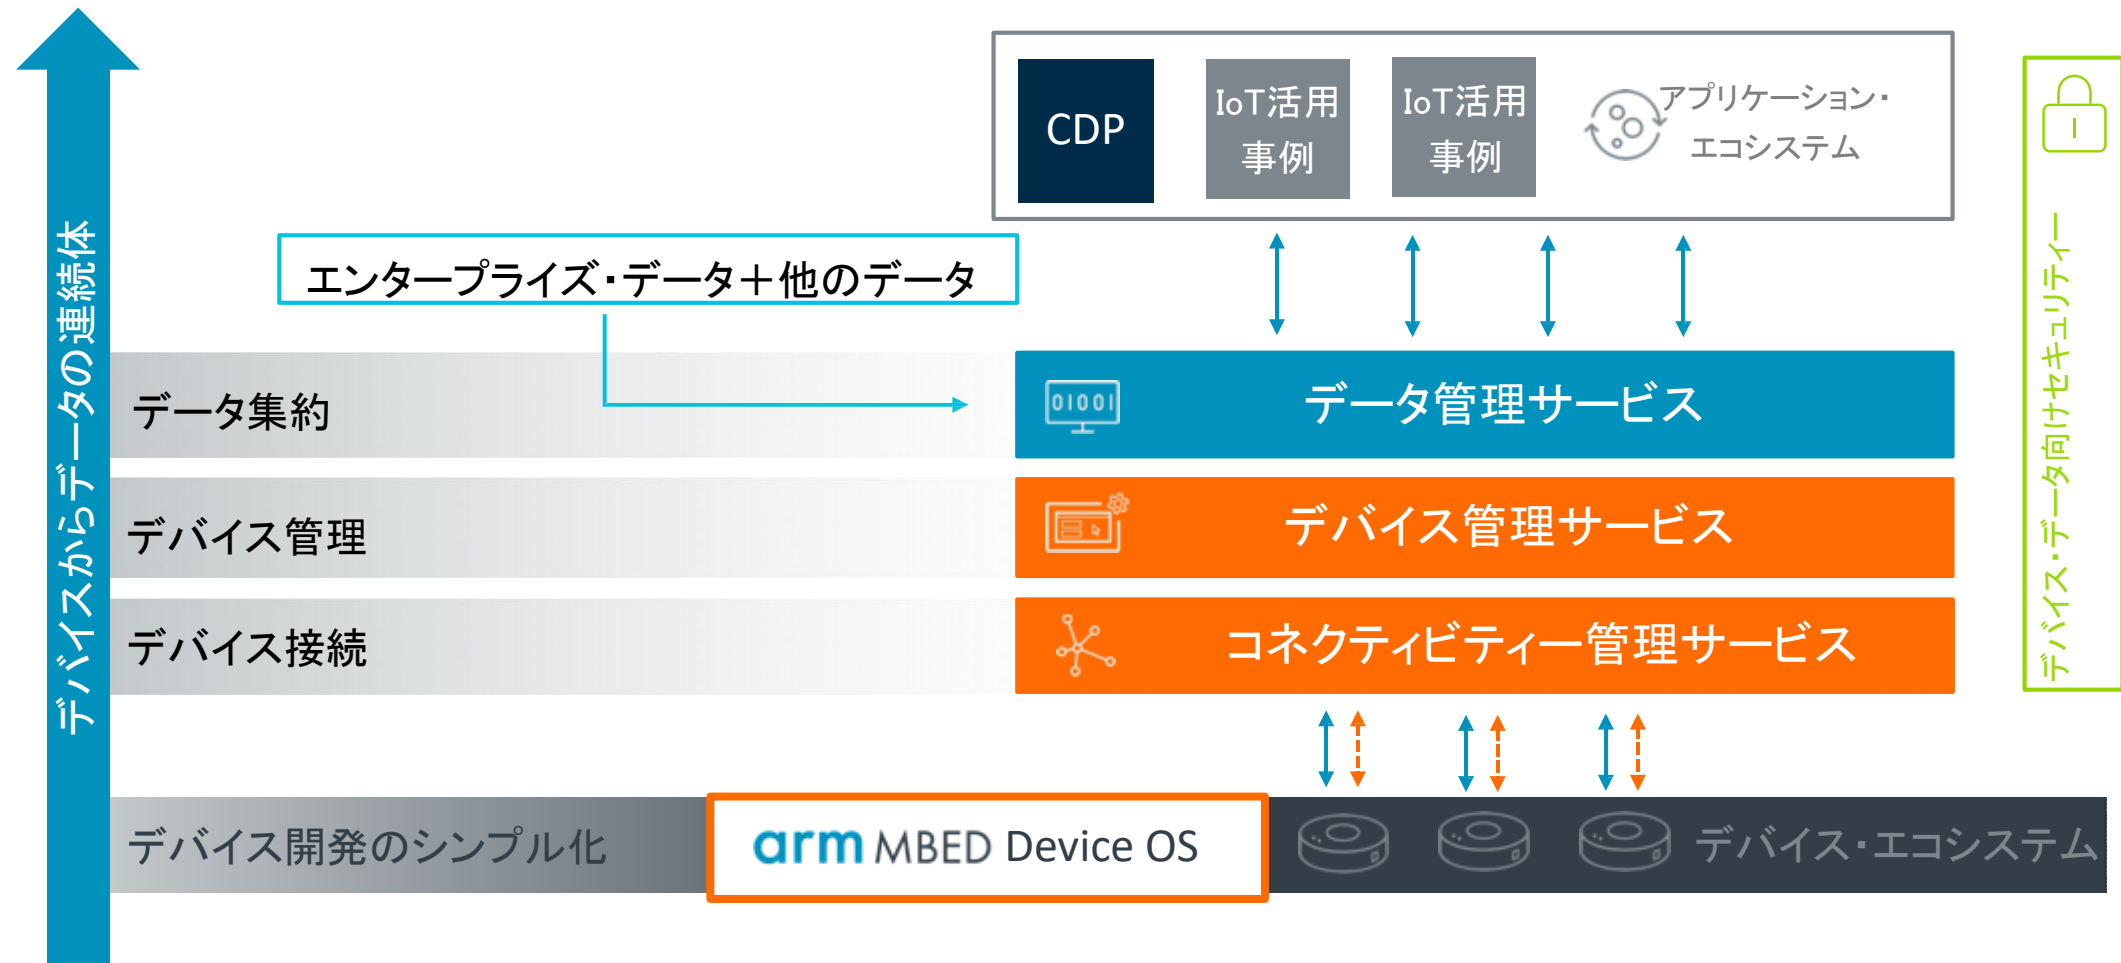 CDP
IoT活用
事例
IoT活用
事例
アプリケーション・
エコシステム
デバイスからデータの連続体
エンタープライズ・データ＋他のデータ
データ集約
01001
データ管理サービス
デバイス管理
デバイス管理サービス
デバイス接続
コネクティビティー管理サービス
デバイス・データ向けセキュリティー
デバイス開発のシンプル化
arm MBED Device OS
デバイス・エコシステム